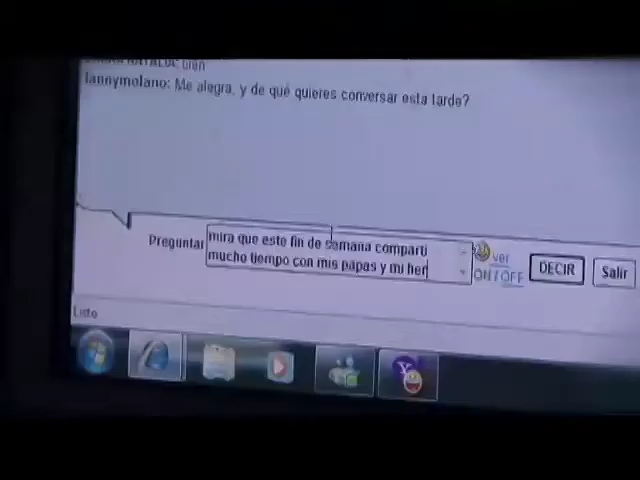 bien
lannymolano: Me alegra, y de qué quieres conversar esta tarde?
Preguntar
mira que este fin de semana comparti
mucho tiempo con mis papas y mi her
ver
ON / OFF
DECIR
Salir
Listo